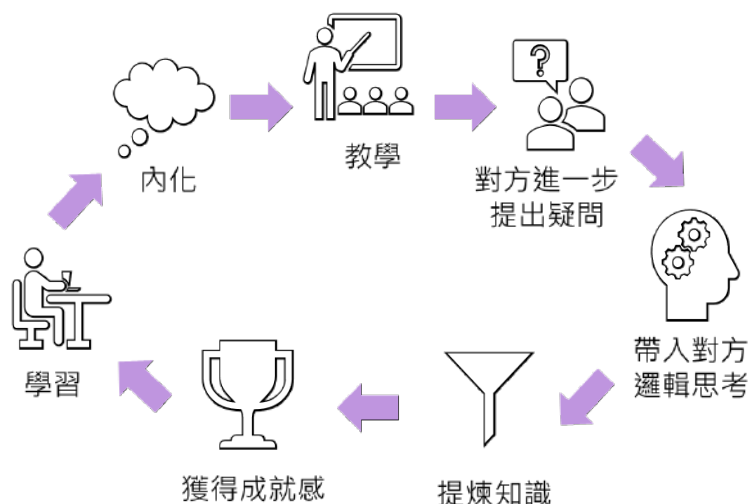 學習
內化
教學
?
對方進一步
提出疑問
帶入對方
邏輯思考
提煉知識
獲得成就感